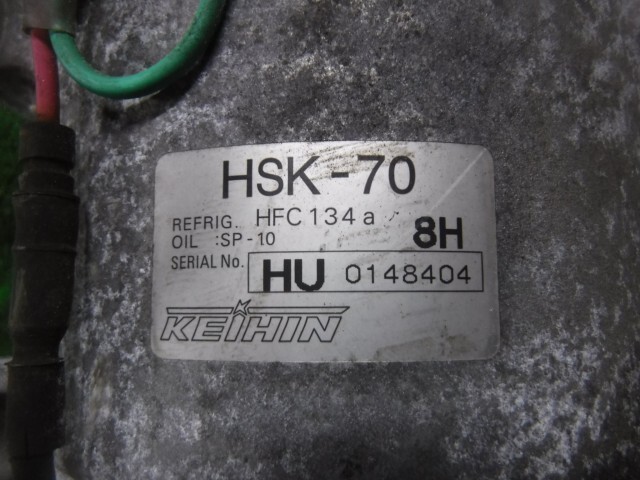 HSK-70
REFRIG. HFC134a
OIL :SP-10 8H
SERIAL No. HU 0148404
KEIHIN